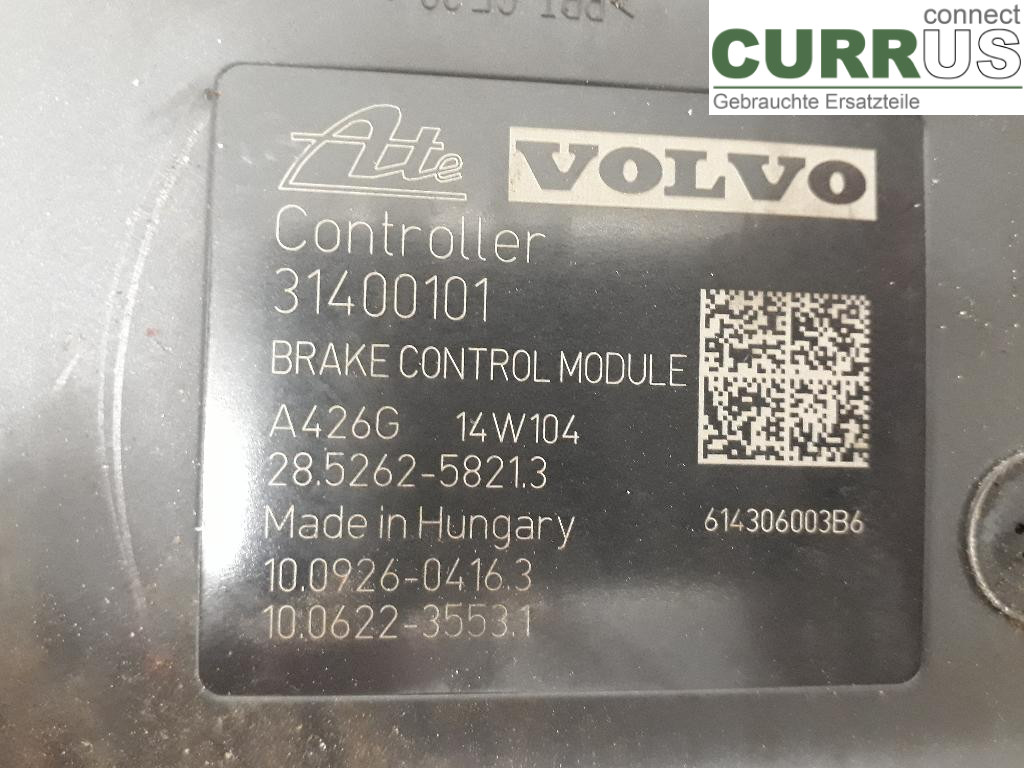 connect
CURRUS
Gebrauchte Ersatzteile
Ate VOLVO
Controller
31400101
BRAKE CONTROL MODULE
A426G 14W104
28.5262-5821.3
Made in Hungary
614306003B6
10.0926-0416.3
10.0622-3553.1